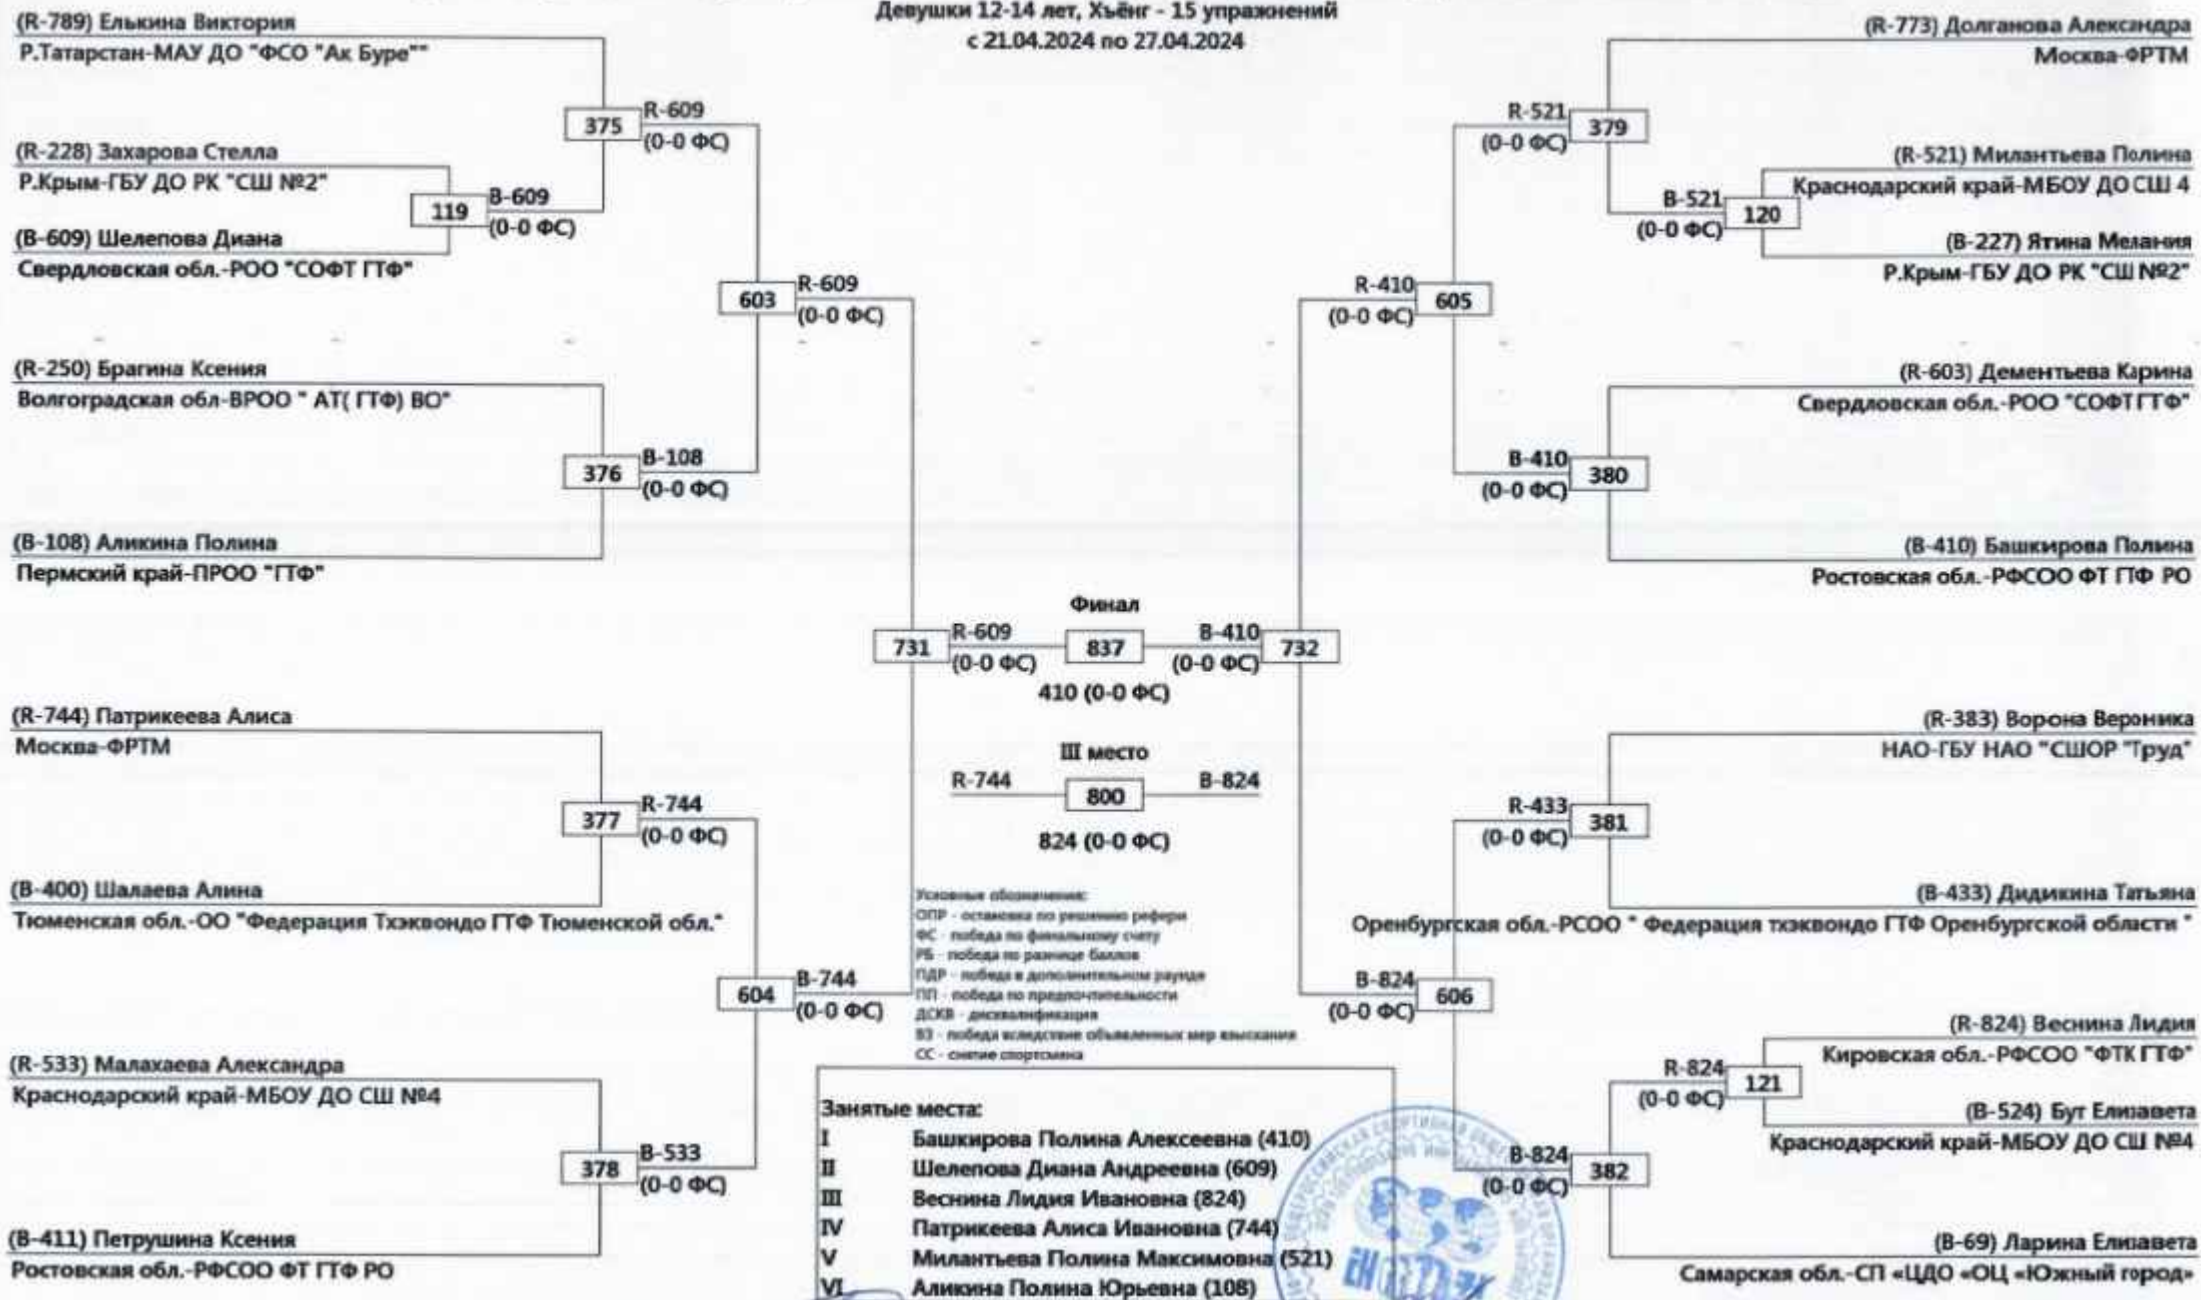 Девушки 12-14 лет, Хъёнг - 15 упражнений
с 21.04.2024 по 27.04.2024
(R-789) Елькина Виктория
Р.Татарстан-МАУ ДО "ФСО "Ак Буре""
375
R-609
(0-0 ФС)
(R-228) Захарова Стелла
Р.Крым-ГБУ ДО РК "СШ №2"
119
B-609
(0-0 ФС)
(B-609) Шелепова Диана
Свердловская обл.-РОО "СОФТ ГТФ"
603
R-609
(0-0 ФС)
(R-250) Брагина Ксения
Волгоградская обл-ВРОО " АТ( ГТФ) ВО"
376
B-108
(0-0 ФС)
(B-108) Аликина Полина
Пермский край-ПРОО "ГТФ"
(R-744) Патрикеева Алиса
Москва-ФРТМ
377
R-744
(0-0 ФС)
(B-400) Шалаева Алина
Тюменская обл.-ОО "Федерация Тхэквондо ГТФ Тюменской обл."
604
B-744
(0-0 ФС)
(R-533) Малахаева Александра
Краснодарский край-МБОУ ДО СШ №4
378
B-533
(0-0 ФС)
(B-411) Петрушина Ксения
Ростовская обл.-РФСОО ФТ ГТФ РО
731
R-609
(0-0 ФС)
Финал
837
B-410
(0-0 ФС)
732
410 (0-0 ФС)
III место
R-744
800
B-824
824 (0-0 ФС)
Условные обозначения:
ОПР - остановка по решению рефери
ФС - победа по финальному счету
РБ - победа по разнице баллов
ПДР - победа в дополнительном раунде
ПП - победа по предпочтительности
ДСКВ - дисквалификация
ВЗ - победа вследствие объявленных мер взыскания
СС - снятие спортсмена
(R-773) Долганова Александра
Москва-ФРТМ
R-521
(0-0 ФС)
379
(R-521) Милантьева Полина
Краснодарский край-МБОУ ДО СШ 4
B-521
(0-0 ФС)
120
(B-227) Ятина Мелания
Р.Крым-ГБУ ДО РК "СШ №2"
R-410
(0-0 ФС)
605
(R-603) Дементьева Карина
Свердловская обл.-РОО "СОФТ ГТФ"
B-410
(0-0 ФС)
380
(B-410) Башкирова Полина
Ростовская обл.-РФСОО ФТ ГТФ РО
(R-383) Ворона Вероника
НАО-ГБУ НАО "СШОР "Труд"
R-433
(0-0 ФС)
381
(B-433) Дидикина Татьяна
Оренбургская обл.-РСОО " Федерация тхэквондо ГТФ Оренбургской области "
B-824
(0-0 ФС)
606
(R-824) Веснина Лидия
Кировская обл.-РФСОО "ФТК ГТФ"
R-824
(0-0 ФС)
121
(B-524) Бут Елизавета
Краснодарский край-МБОУ ДО СШ №4
B-824
(0-0 ФС)
382
(B-69) Ларина Елизавета
Самарская обл.-СП «ЦДО «ОЦ «Южный город»
Занятые места:
I Башкирова Полина Алексеевна (410)
II Шелепова Диана Андреевна (609)
III Веснина Лидия Ивановна (824)
IV Патрикеева Алиса Ивановна (744)
V Милантьева Полина Максимовна (521)
VI Аликина Полина Юрьевна (108)